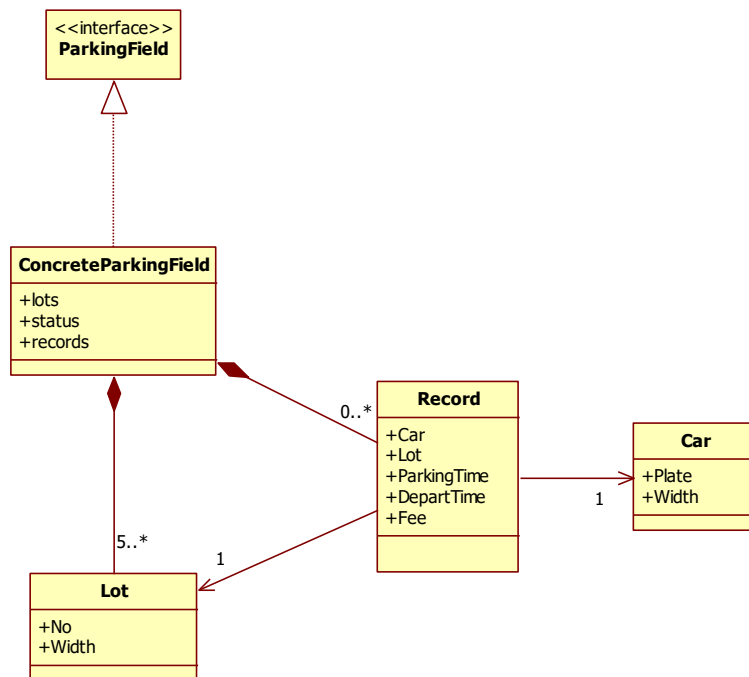 <<interface>>
ParkingField
ConcreteParkingField
+lots
+status
+records
0..*
Record
+Car
+Lot
+ParkingTime
+DepartTime
+Fee
Car
+Plate
+Width
1
1
5..*
Lot
+No
+Width